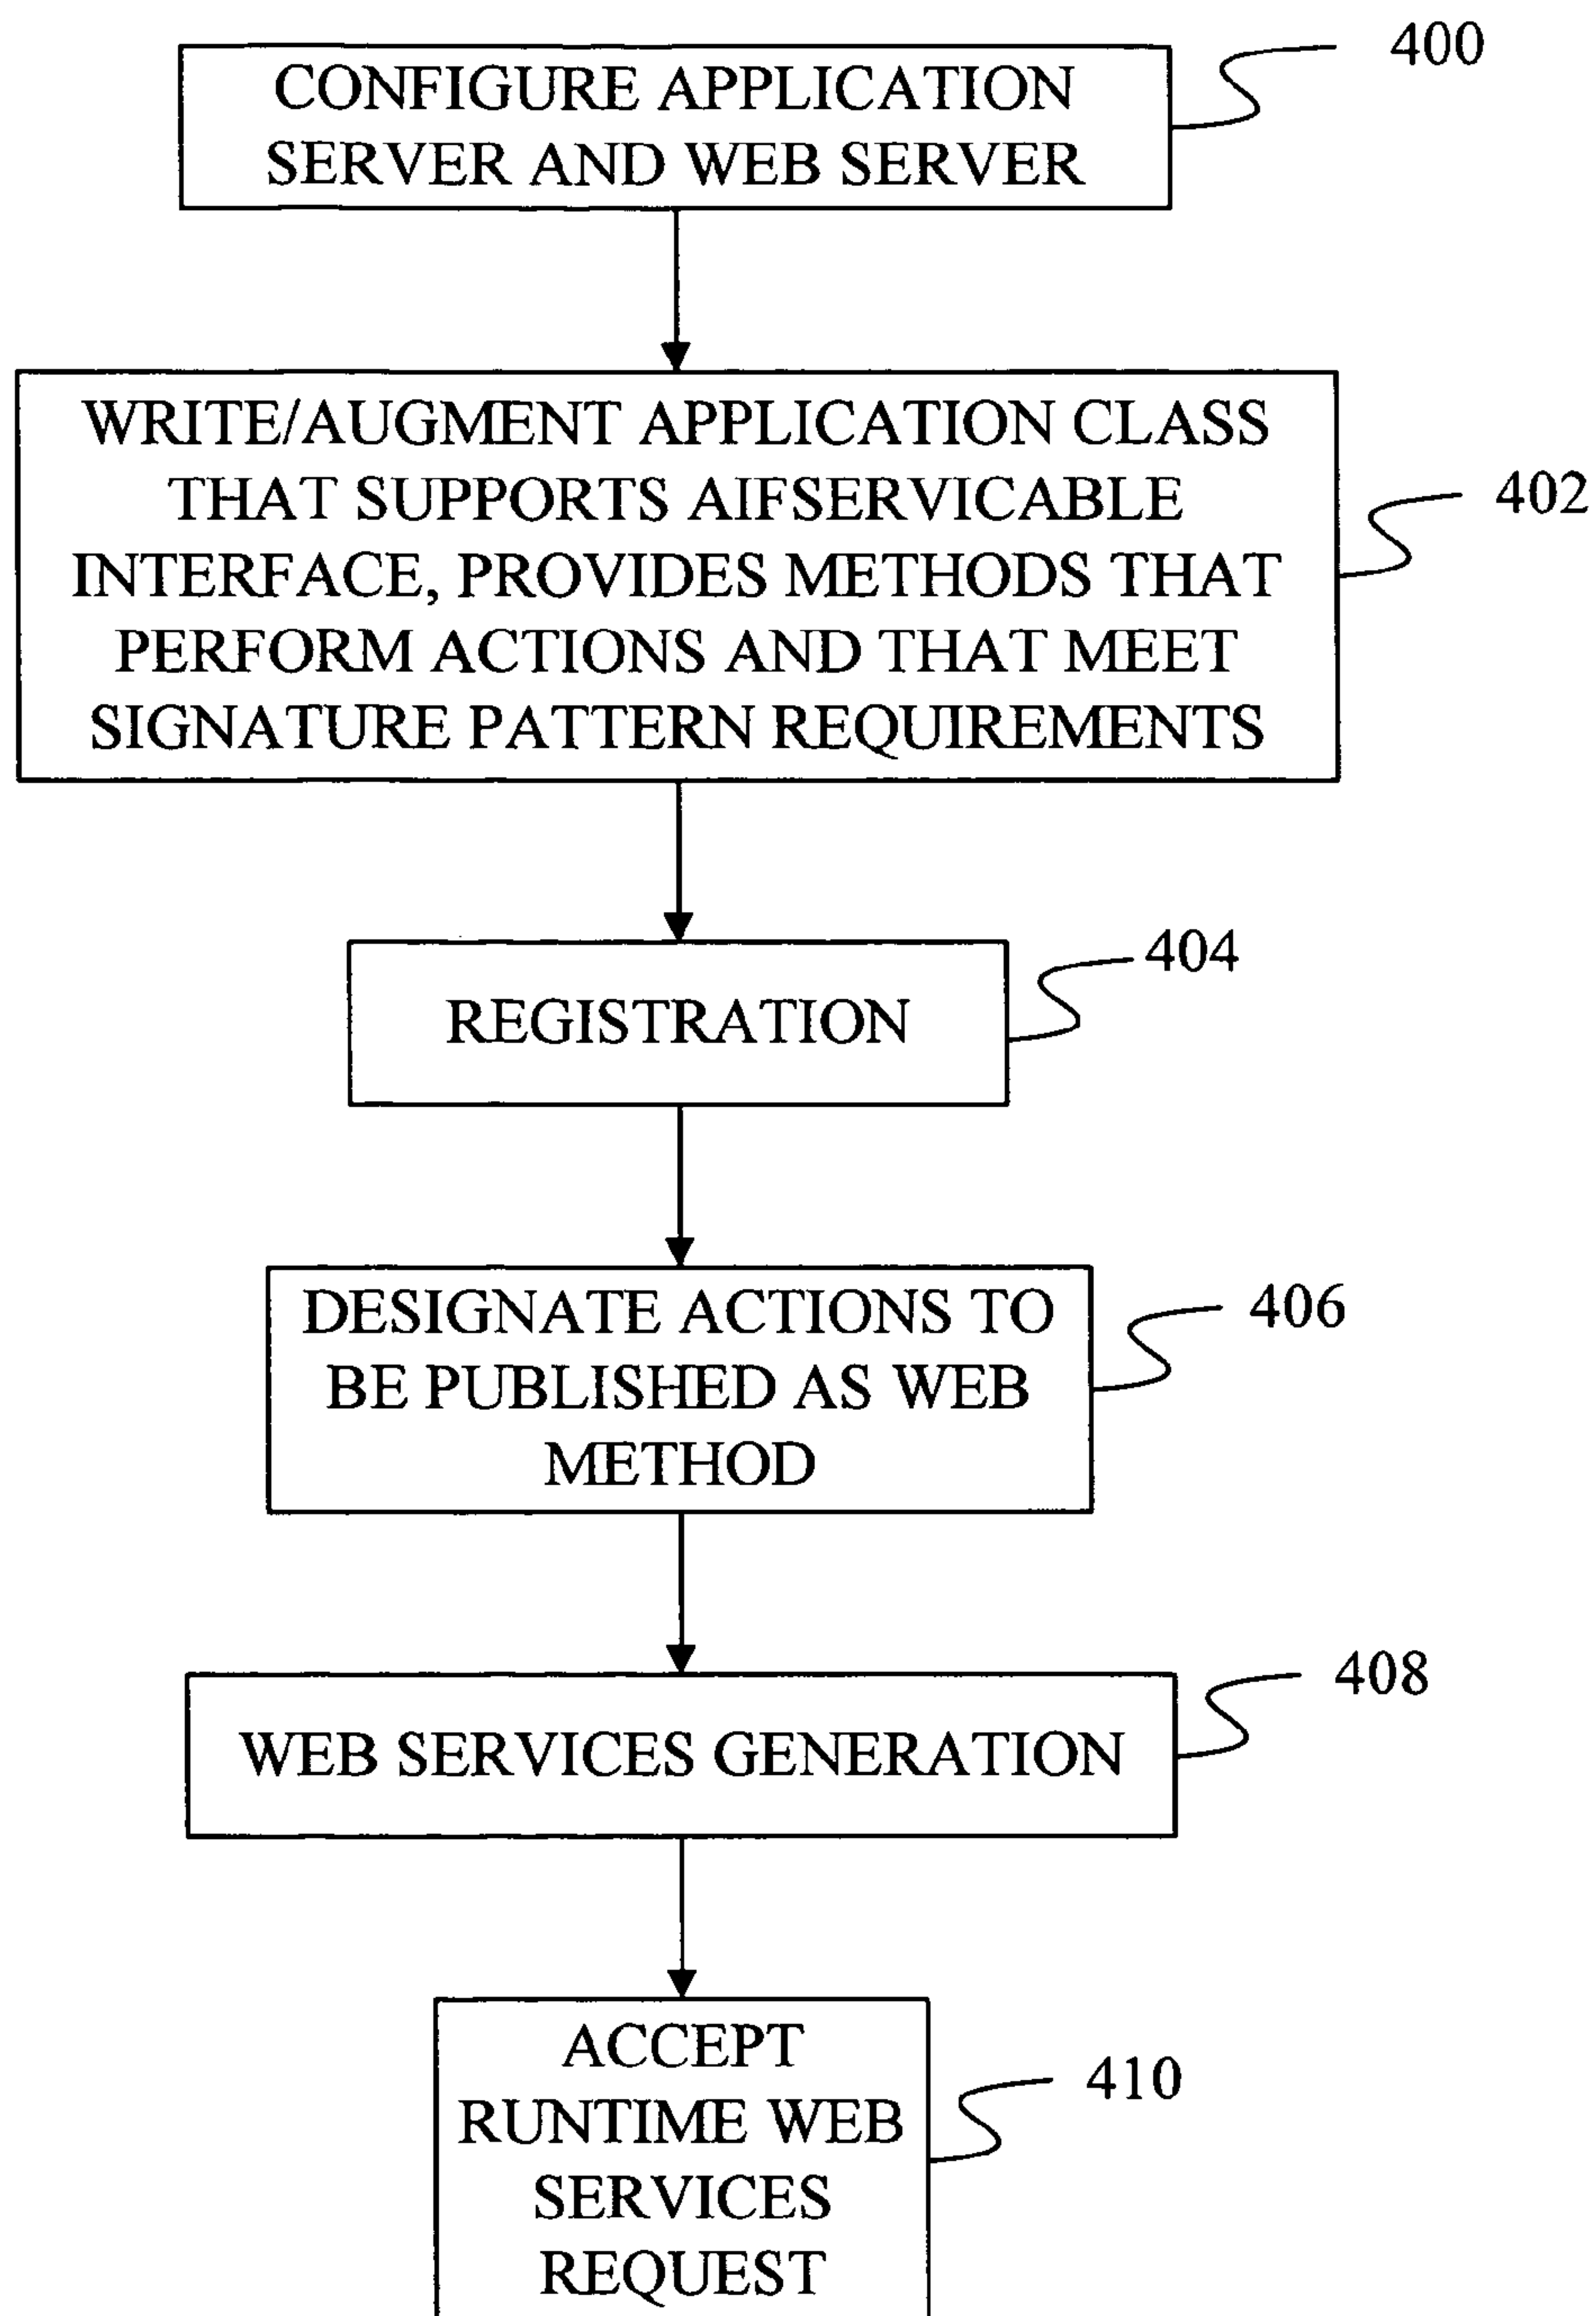 400
CONFIGURE APPLICATION
SERVER AND WEB SERVER
WRITE/AUGMENT APPLICATION CLASS
THAT SUPPORTS AIFSERVICABLE
INTERFACE, PROVIDES METHODS THAT
PERFORM ACTIONS AND THAT MEET
SIGNATURE PATTERN REQUIREMENTS
402
404
REGISTRATION
DESIGNATE ACTIONS TO
BE PUBLISHED AS WEB
METHOD
406
408
WEB SERVICES GENERATION
ACCEPT
RUNTIME WEB
SERVICES
REQUEST
410